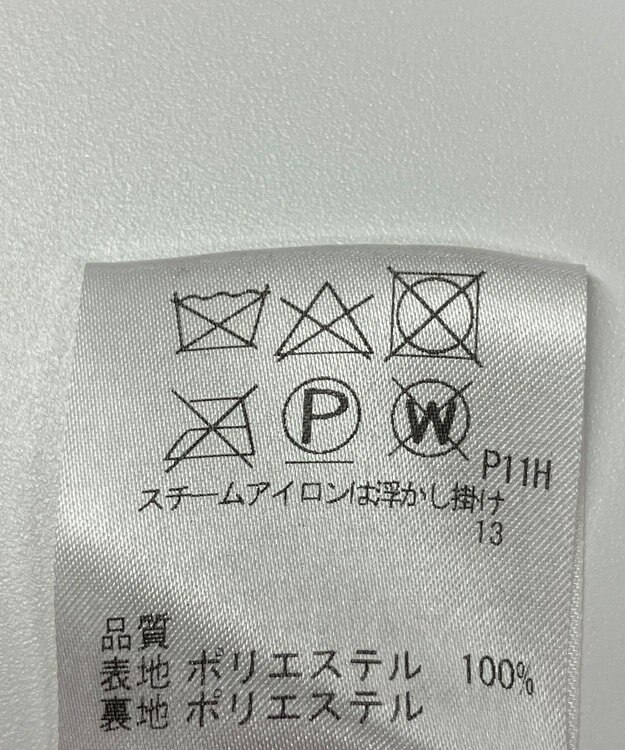 P W
P11H
スチームアイロンは浮かし掛け
13
品質
表地 ポリエステル 100%
裏地 ポリエステル